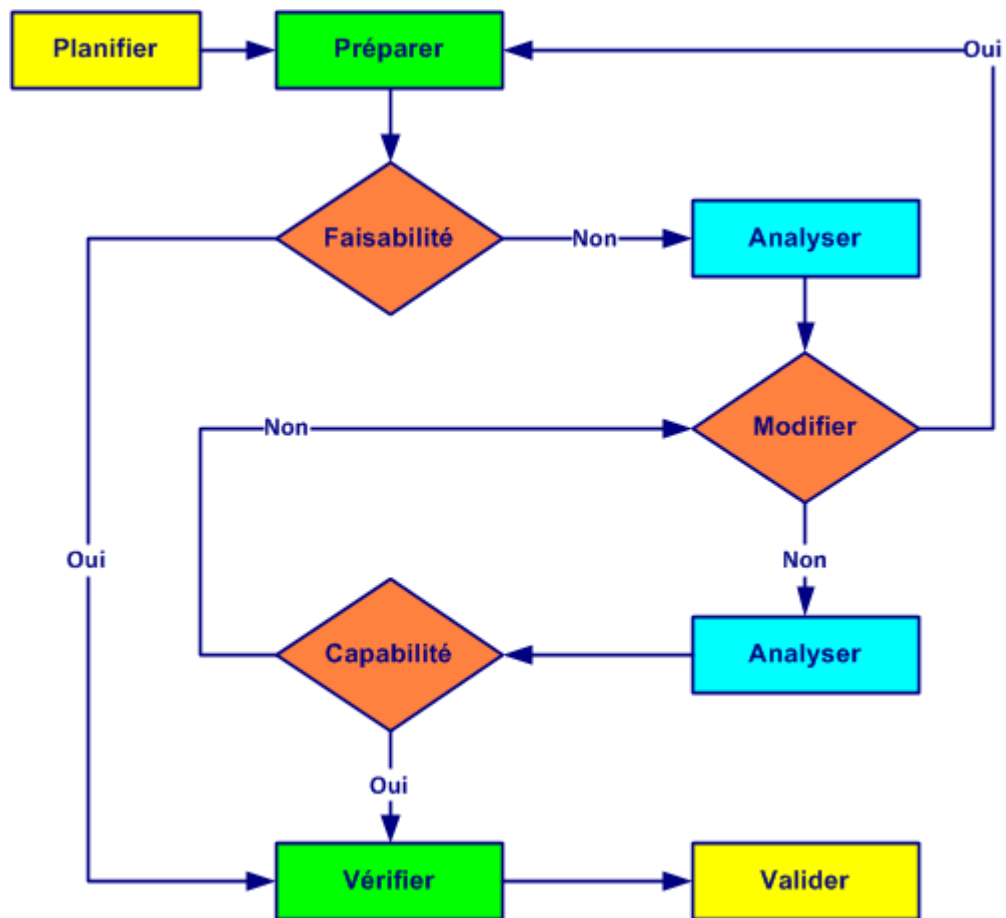 Planifier
Préparer
Oui
Faisabilité
Non
Analyser
Non
Modifier
Oui
Non
Capabilité
Analyser
Oui
Vérifier
Valider